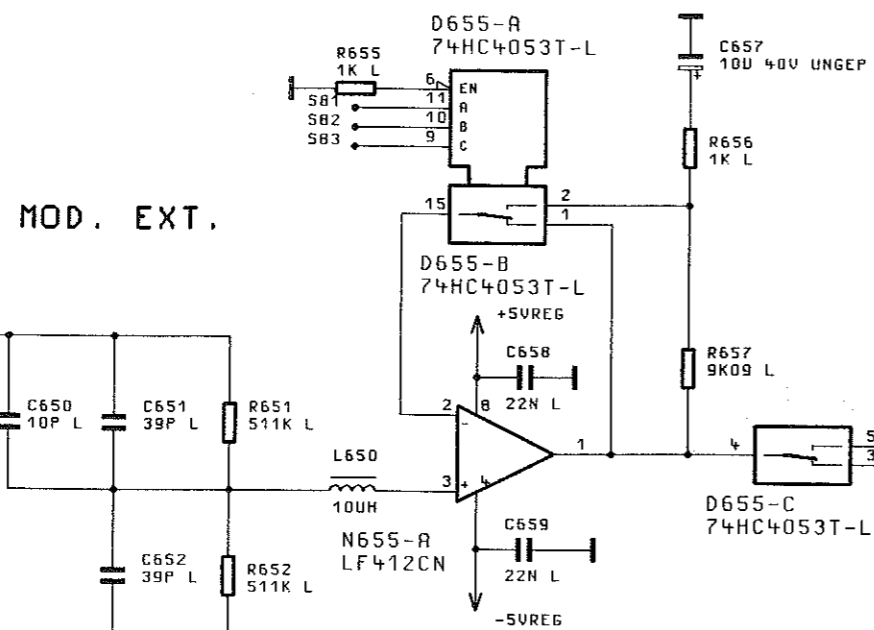 D655-A
74HC4053T-L
R655
1K L
6
EN
SB1
11
A
SB2
10
B
SB3
9
C
C657
10U 40V UNGEP
+
R656
1K L
MOD. EXT.
15
2
1
D655-B
74HC4053T-L
+5VREG
C658
22N L
R657
9K09 L
C650
10P L
C651
39P L
R651
511K L
2
-
8
1
4
5
3
L650
10UH
3
+
4
D655-C
74HC4053T-L
N655-A
LF412CN
C659
22N L
C652
39P L
R652
511K L
-5VREG